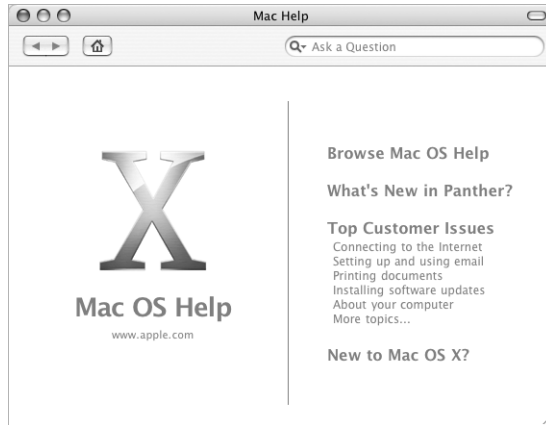 Mac Help
Ask a Question
X
Mac OS Help
www.apple.com
Browse Mac OS Help
What's New in Panther?
Top Customer Issues
Connecting to the Internet
Setting up and using email
Printing documents
Installing software updates
About your computer
More topics...
New to Mac OS X?